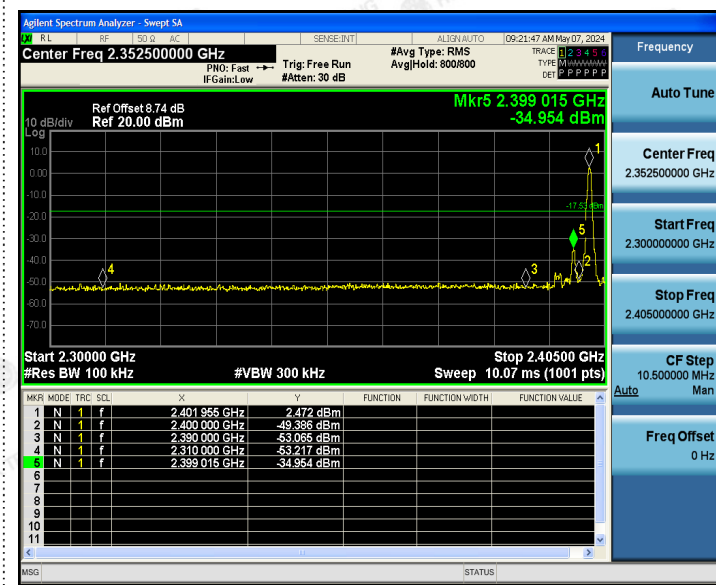 Agilent Spectrum Analyzer - Swept SA
LXI RL RF 50 Ω AC SENSE:INT ALIGN AUTO 09:21:47 AM May 07, 2024
Center Freq 2.352500000 GHz #Avg Type: RMS TRACE 1 2 3 4 5 6
PNO: Fast Trig: Free Run Avg|Hold: 800/800 TYPE M
IFGain:Low #Atten: 30 dB DET P P P P P P
Ref Offset 8.74 dB Mkr5 2.399 015 GHz
10 dB/div Ref 20.00 dBm -34.954 dBm
Log
10.0
0.00
-10.0
-20.0
-30.0
-40.0
-50.0
-60.0
-70.0
1
-17.53 dBm
5
2
3
4
Start 2.30000 GHz Stop 2.40500 GHz
#Res BW 100 kHz #VBW 300 kHz Sweep 10.07 ms (1001 pts)
MKR MODE TRC SCL X Y FUNCTION FUNCTION WIDTH FUNCTION VALUE
1 N 1 f 2.401 955 GHz 2.472 dBm
2 N 1 f 2.400 000 GHz -49.386 dBm
3 N 1 f 2.390 000 GHz -53.065 dBm
4 N 1 f 2.310 000 GHz -53.217 dBm
5 N 1 f 2.399 015 GHz -34.954 dBm
6
7
8
9
10
11
MSG STATUS
Frequency
Auto Tune
Center Freq
2.352500000 GHz
Start Freq
2.300000000 GHz
Stop Freq
2.405000000 GHz
CF Step
10.500000 MHz
Auto Man
Freq Offset
0 Hz